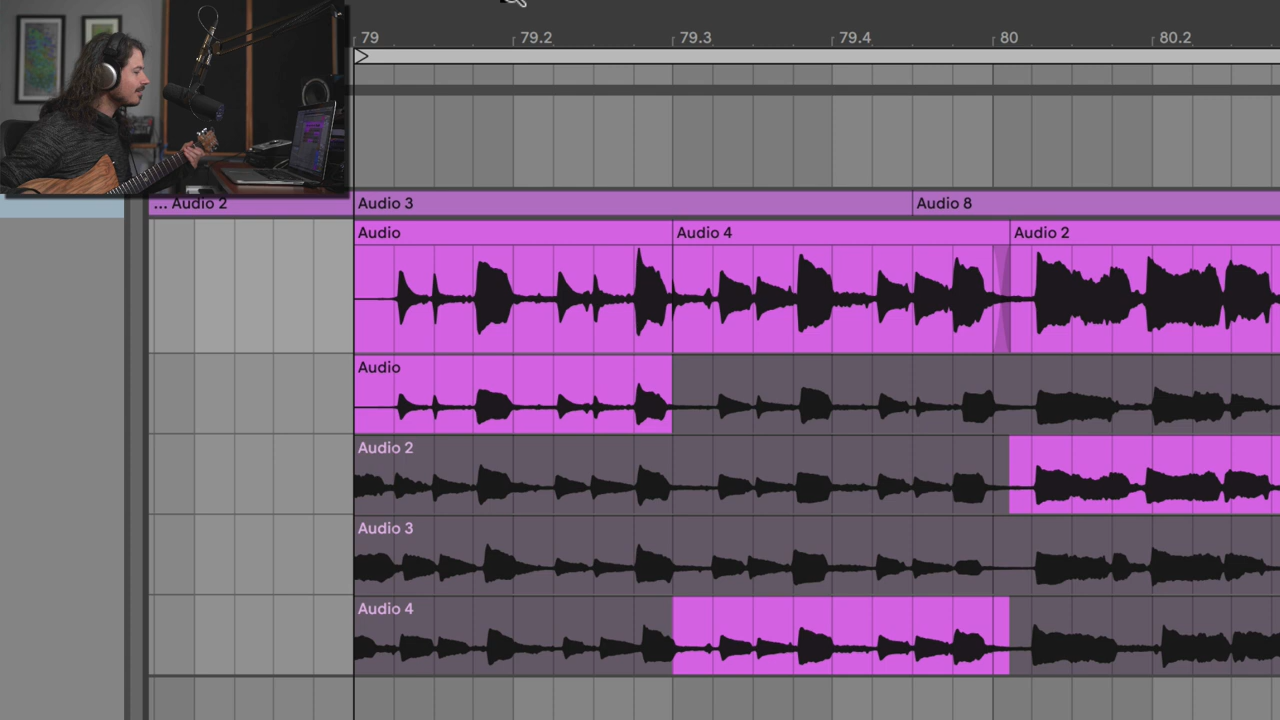 79 79.2 79.3 79.4 80 80.2
... Audio 2 Audio 3 Audio 8
Audio Audio 4 Audio 2
Audio
Audio 2
Audio 3
Audio 4